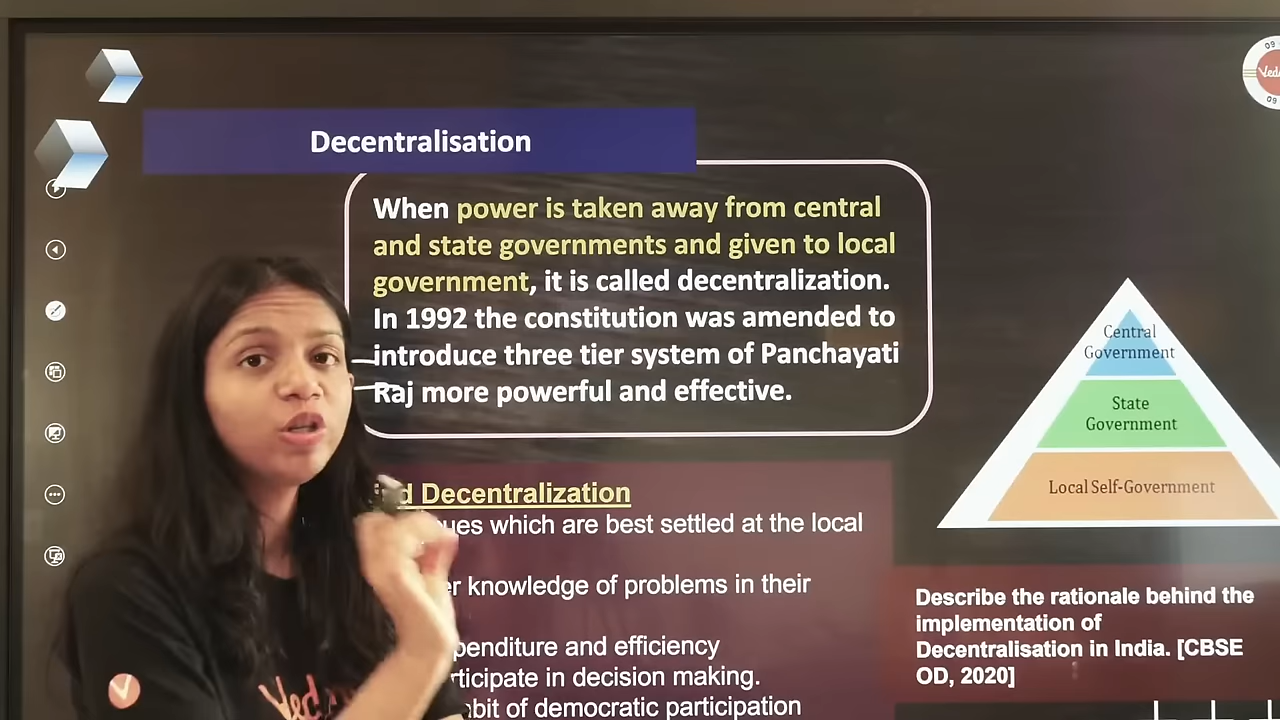 Decentralisation
When power is taken away from central
and state governments and given to local
government, it is called decentralization.
In 1992 the constitution was amended to
introduce three tier system of Panchayati
Raj more powerful and effective.
Decentralization
which are best settled at the local
knowledge of problems in their
and efficiency
in decision making.
of democratic participation
Central
Government
State
Government
Local Self-Government
Describe the rationale behind the
implementation of
Decentralisation in India. [CBSE
OD, 2020]
09
09